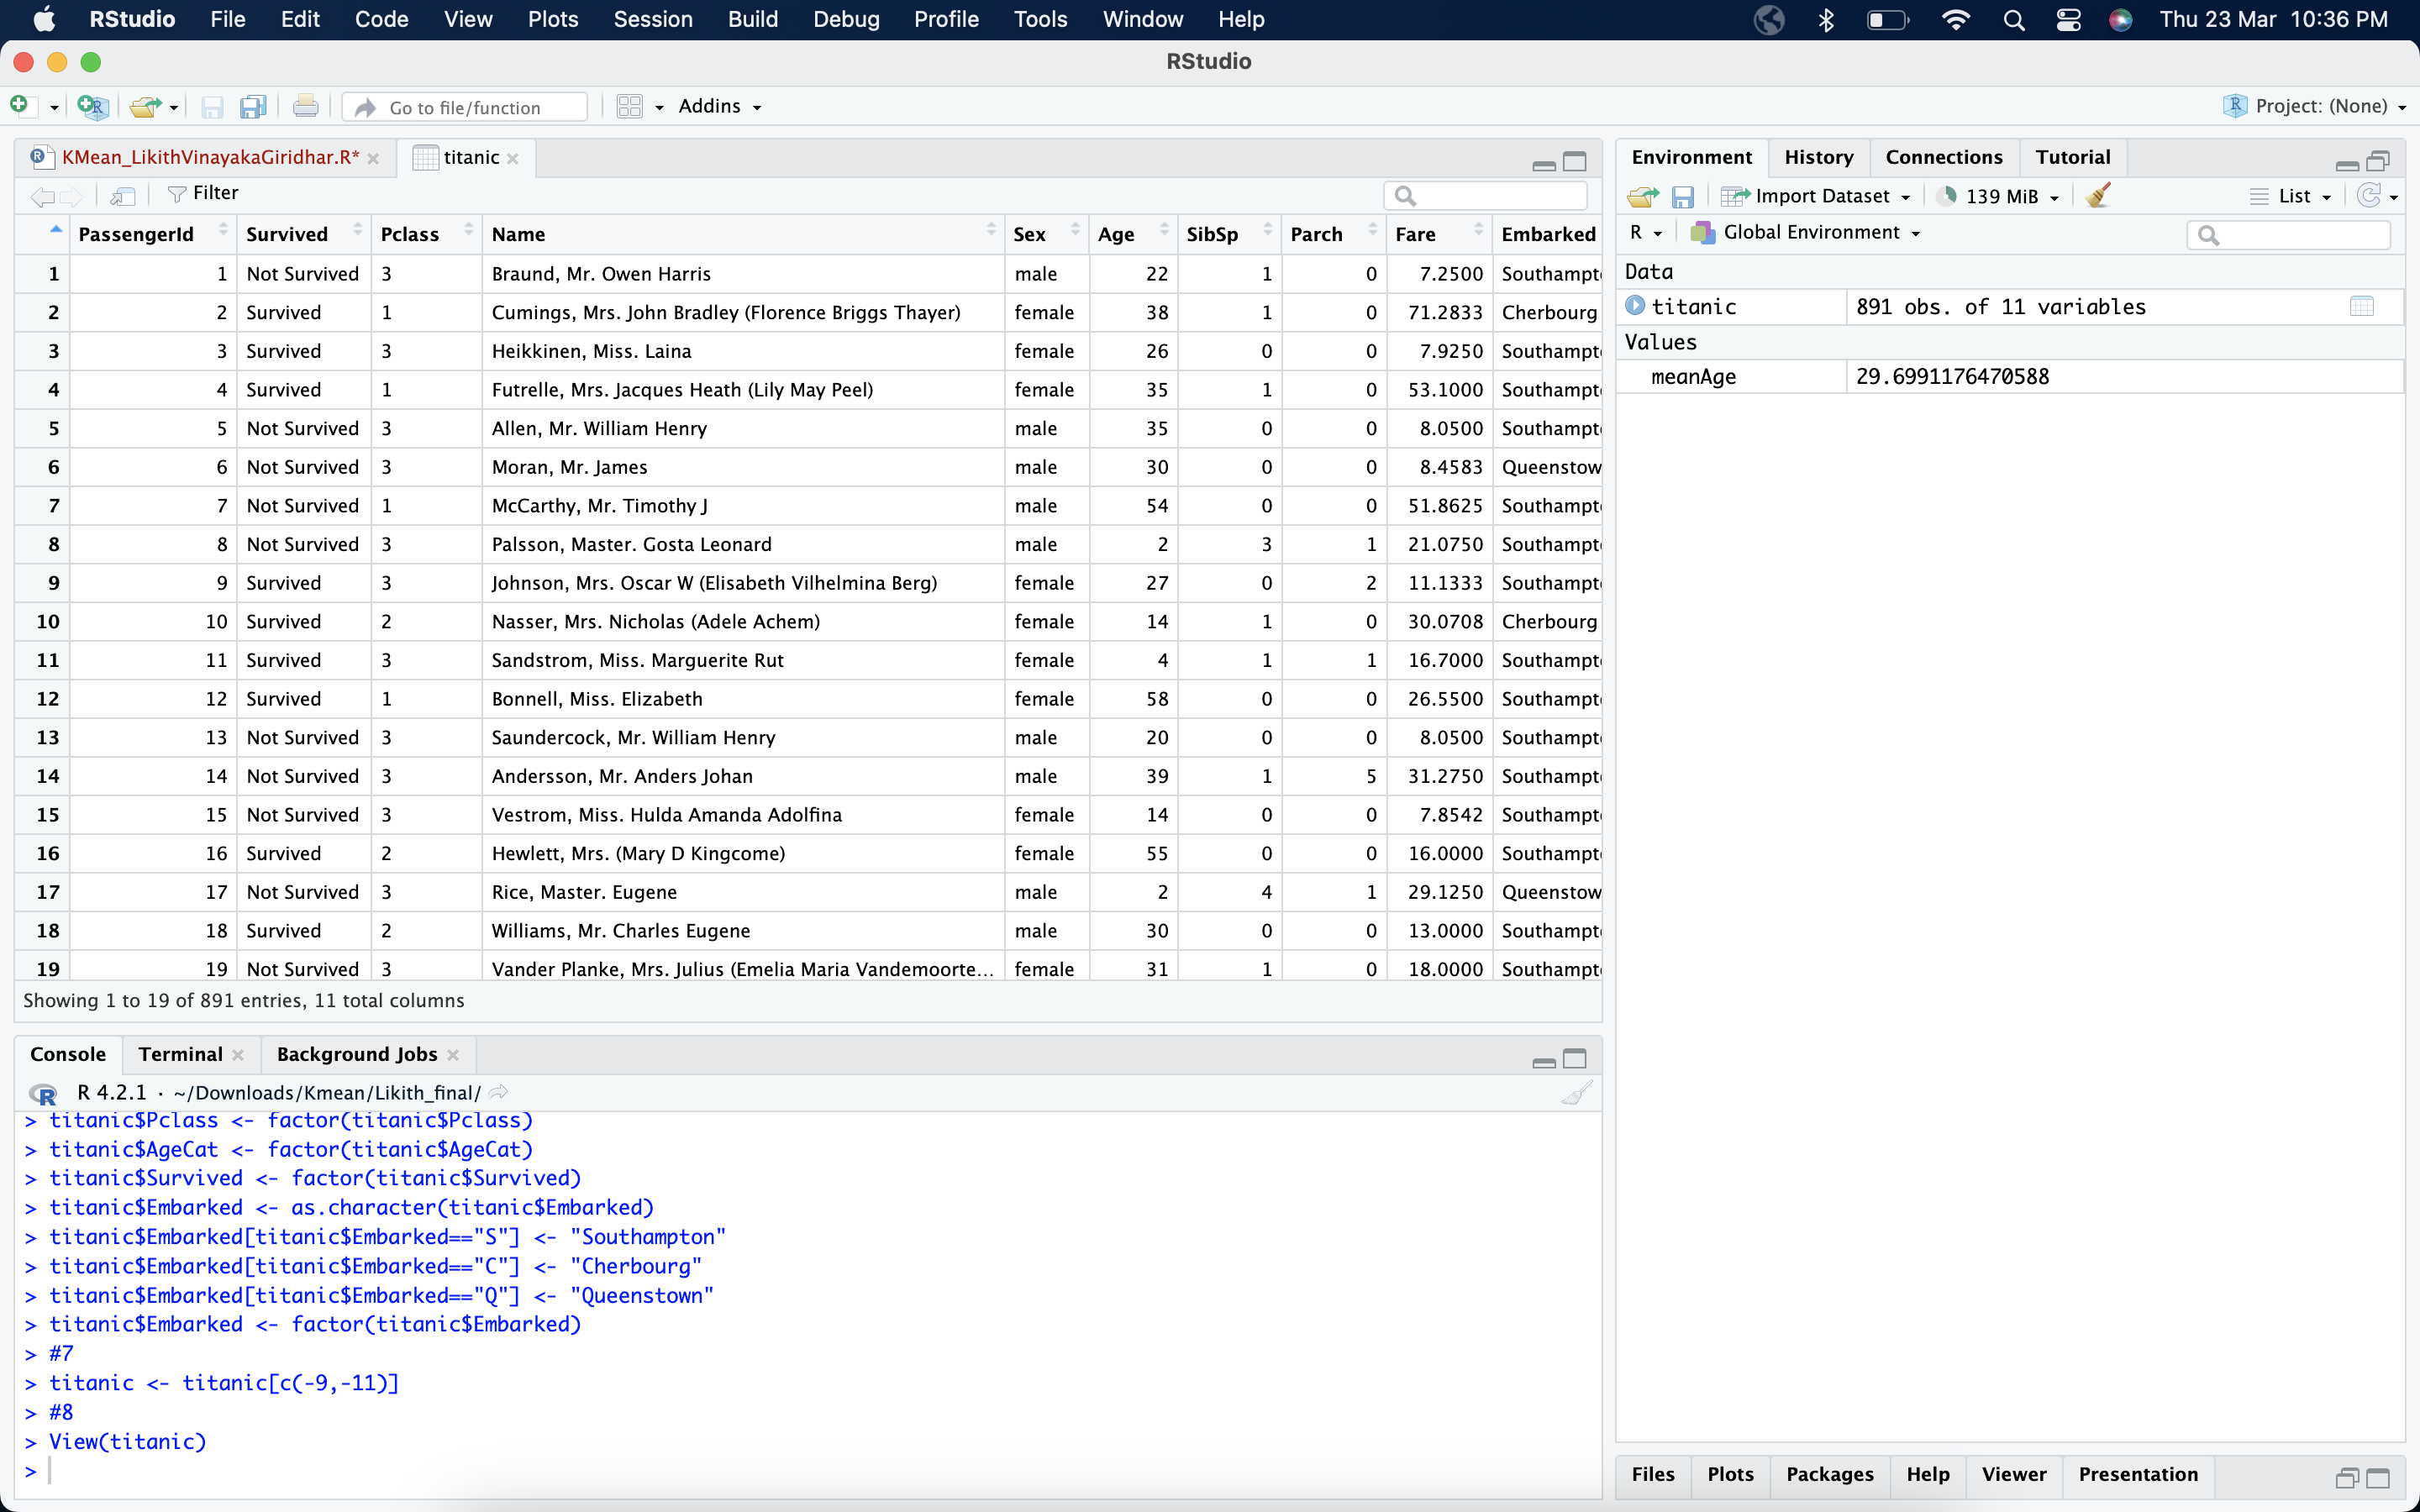 RStudio File Edit Code View Plots Session Build Debug Profile Tools Window Help Thu 23 Mar 10:36 PM
RStudio
Go to file/function Addins Project: (None)
KMean_LikithVinayakaGiridhar.R* titanic
Filter
PassengerId Survived Pclass Name Sex Age SibSp Parch Fare Embarked
1 1 Not Survived 3 Braund, Mr. Owen Harris male 22 1 0 7.2500 Southampt
2 2 Survived 1 Cumings, Mrs. John Bradley (Florence Briggs Thayer) female 38 1 0 71.2833 Cherbourg
3 3 Survived 3 Heikkinen, Miss. Laina female 26 0 0 7.9250 Southampt
4 4 Survived 1 Futrelle, Mrs. Jacques Heath (Lily May Peel) female 35 1 0 53.1000 Southampt
5 5 Not Survived 3 Allen, Mr. William Henry male 35 0 0 8.0500 Southampt
6 6 Not Survived 3 Moran, Mr. James male 30 0 0 8.4583 Queenstow
7 7 Not Survived 1 McCarthy, Mr. Timothy J male 54 0 0 51.8625 Southampt
8 8 Not Survived 3 Palsson, Master. Gosta Leonard male 2 3 1 21.0750 Southampt
9 9 Survived 3 Johnson, Mrs. Oscar W (Elisabeth Vilhelmina Berg) female 27 0 2 11.1333 Southampt
10 10 Survived 2 Nasser, Mrs. Nicholas (Adele Achem) female 14 1 0 30.0708 Cherbourg
11 11 Survived 3 Sandstrom, Miss. Marguerite Rut female 4 1 1 16.7000 Southampt
12 12 Survived 1 Bonnell, Miss. Elizabeth female 58 0 0 26.5500 Southampt
13 13 Not Survived 3 Saundercock, Mr. William Henry male 20 0 0 8.0500 Southampt
14 14 Not Survived 3 Andersson, Mr. Anders Johan male 39 1 5 31.2750 Southampt
15 15 Not Survived 3 Vestrom, Miss. Hulda Amanda Adolfina female 14 0 0 7.8542 Southampt
16 16 Survived 2 Hewlett, Mrs. (Mary D Kingcome) female 55 0 0 16.0000 Southampt
17 17 Not Survived 3 Rice, Master. Eugene male 2 4 1 29.1250 Queenstow
18 18 Survived 2 Williams, Mr. Charles Eugene male 30 0 0 13.0000 Southampt
19 19 Not Survived 3 Vander Planke, Mrs. Julius (Emelia Maria Vandemoorte... female 31 1 0 18.0000 Southampt
Showing 1 to 19 of 891 entries, 11 total columns
Console Terminal Background Jobs
R 4.2.1 · ~/Downloads/Kmean/Likith_final/
> titanic$Pclass <- factor(titanic$Pclass)
> titanic$AgeCat <- factor(titanic$AgeCat)
> titanic$Survived <- factor(titanic$Survived)
> titanic$Embarked <- as.character(titanic$Embarked)
> titanic$Embarked[titanic$Embarked=="S"] <- "Southampton"
> titanic$Embarked[titanic$Embarked=="C"] <- "Cherbourg"
> titanic$Embarked[titanic$Embarked=="Q"] <- "Queenstown"
> titanic$Embarked <- factor(titanic$Embarked)
> #7
> titanic <- titanic[c(-9,-11)]
> #8
> View(titanic)
>
Environment History Connections Tutorial
Import Dataset 139 MiB List
R Global Environment
Data
titanic 891 obs. of 11 variables
Values
meanAge 29.6991176470588
Files Plots Packages Help Viewer Presentation